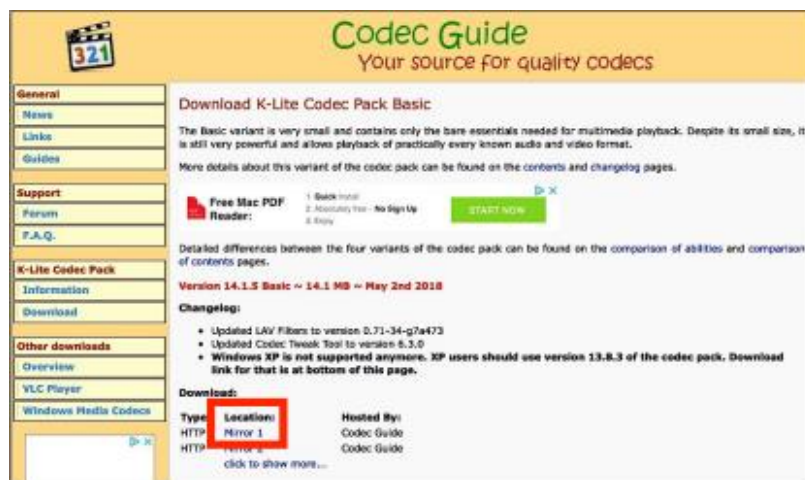 321
Codec Guide
Your source for quality codecs
General
News
Links
Guides
Support
Forum
F.A.Q.
K-Lite Codec Pack
Information
Download
Other downloads
Overview
VLC Player
Windows Media Codecs
Download K-Lite Codec Pack Basic
The Basic variant is very small and contains only the bare essentials needed for multimedia playback. Despite its small size, it
is still very powerful and allows playback of practically every known audio and video format.
More details about this variant of the codec pack can be found on the contents and changelog pages.
Free Mac PDF
Reader:
1. Quick Install
2. Absolutely free - No Sign Up
3. Enjoy
START NOW
Detailed differences between the four variants of the codec pack can be found on the comparison of abilities and comparison
of contents pages.
Version 14.1.5 Basic ~ 14.1 MB ~ May 2nd 2018
Changelog:
• Updated LAV Filters to version 0.71-34-g7a473
• Updated Codec Tweak Tool to version 6.3.0
• Windows XP is not supported anymore. XP users should use version 13.8.3 of the codec pack. Download
link for that is at bottom of this page.
Download:
Type Location: Hosted By:
HTTP Mirror 1 Codec Guide
HTTP Mirror 2 Codec Guide
click to show more...